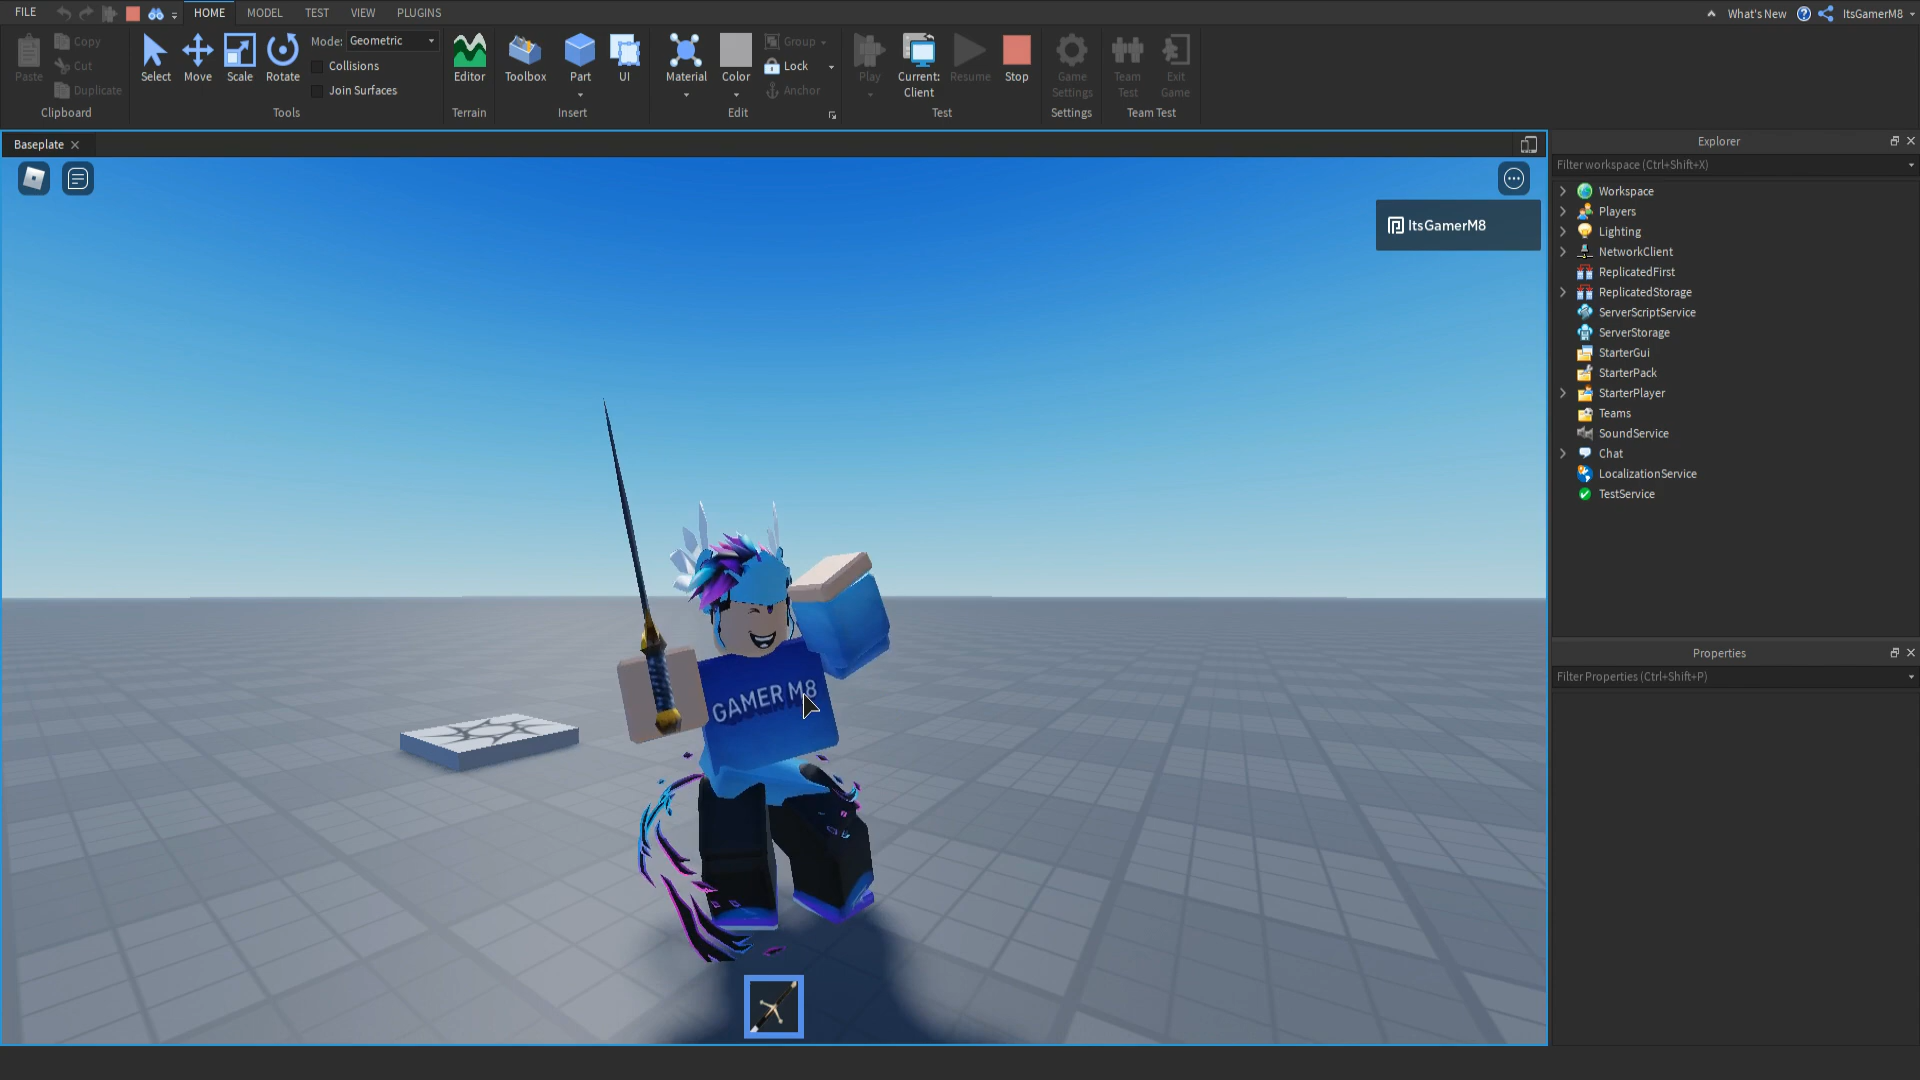 FILE HOME MODEL TEST VIEW PLUGINS What's New ItsGamerM8
Paste Copy Cut Duplicate
Clipboard
Select Move Scale Rotate
Mode: Geometric
Collisions
Join Surfaces
Tools
Editor
Terrain
Toolbox Part UI
Insert
Material Color Group Lock Anchor
Edit
Play Current: Client Resume Stop
Test
Game Settings
Settings
Team Test Exit Game
Team Test
Baseplate
ItsGamerM8
GAMER M8
Explorer
Filter workspace (Ctrl+Shift+X)
Workspace
Players
Lighting
NetworkClient
ReplicatedFirst
ReplicatedStorage
ServerScriptService
ServerStorage
StarterGui
StarterPack
StarterPlayer
Teams
SoundService
Chat
LocalizationService
TestService
Properties
Filter Properties (Ctrl+Shift+P)